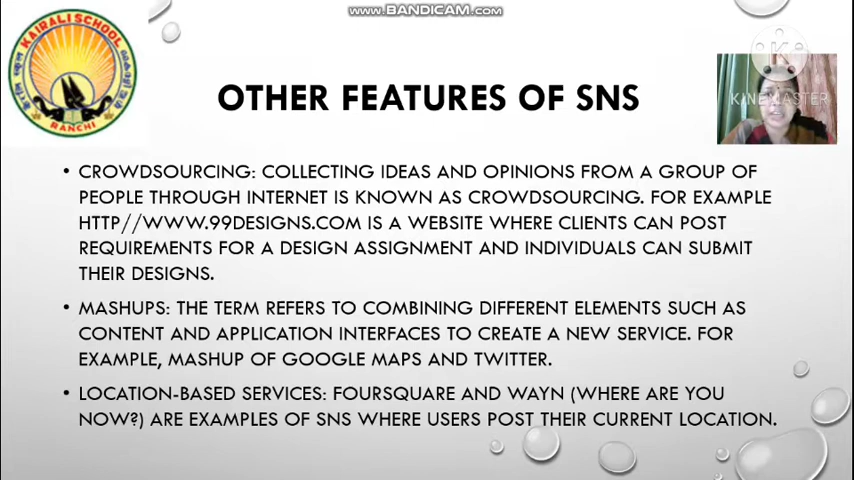 www.BANDICAM.com
KAIRALI SCHOOL
RANCHI
KINEMASTER
OTHER FEATURES OF SNS
• CROWDSOURCING: COLLECTING IDEAS AND OPINIONS FROM A GROUP OF
PEOPLE THROUGH INTERNET IS KNOWN AS CROWDSOURCING. FOR EXAMPLE
HTTP//WWW.99DESIGNS.COM IS A WEBSITE WHERE CLIENTS CAN POST
REQUIREMENTS FOR A DESIGN ASSIGNMENT AND INDIVIDUALS CAN SUBMIT
THEIR DESIGNS.
• MASHUPS: THE TERM REFERS TO COMBINING DIFFERENT ELEMENTS SUCH AS
CONTENT AND APPLICATION INTERFACES TO CREATE A NEW SERVICE. FOR
EXAMPLE, MASHUP OF GOOGLE MAPS AND TWITTER.
• LOCATION-BASED SERVICES: FOURSQUARE AND WAYN (WHERE ARE YOU
NOW?) ARE EXAMPLES OF SNS WHERE USERS POST THEIR CURRENT LOCATION.